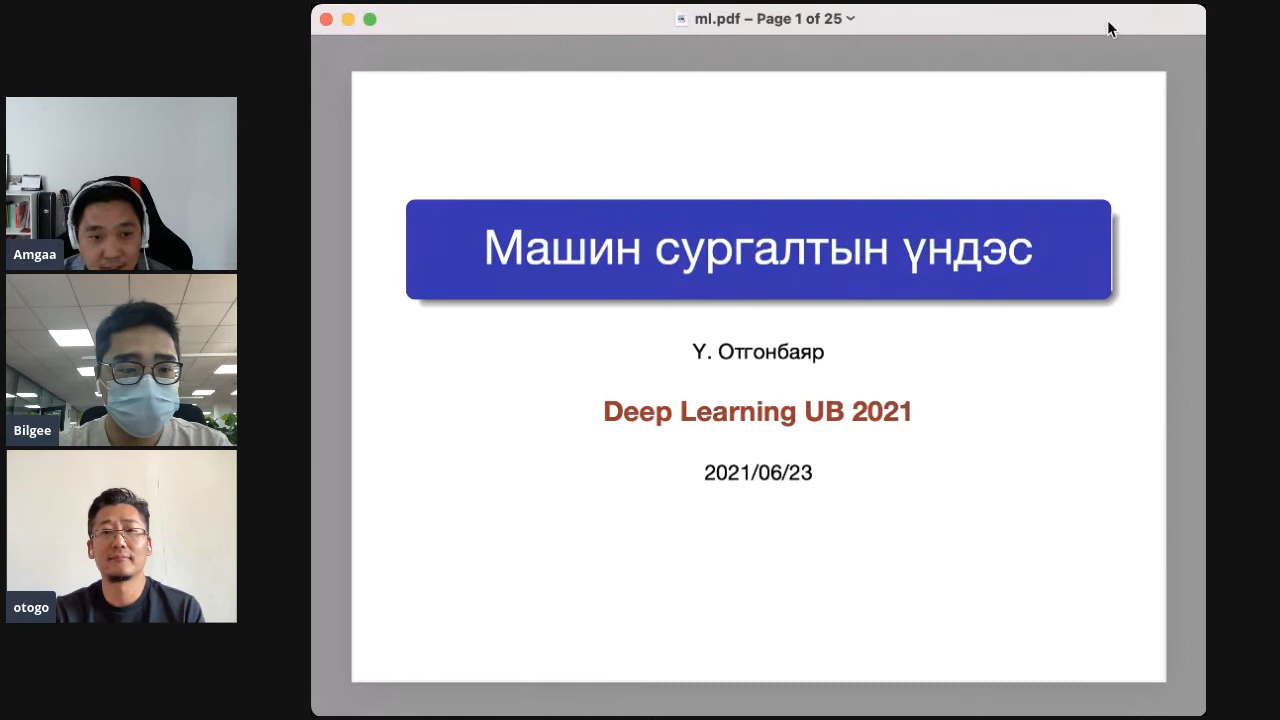 ml.pdf – Page 1 of 25
Amgaa
Bilgee
otogo
Машин сургалтын үндэс
Ү. Отгонбаяр
Deep Learning UB 2021
2021/06/23